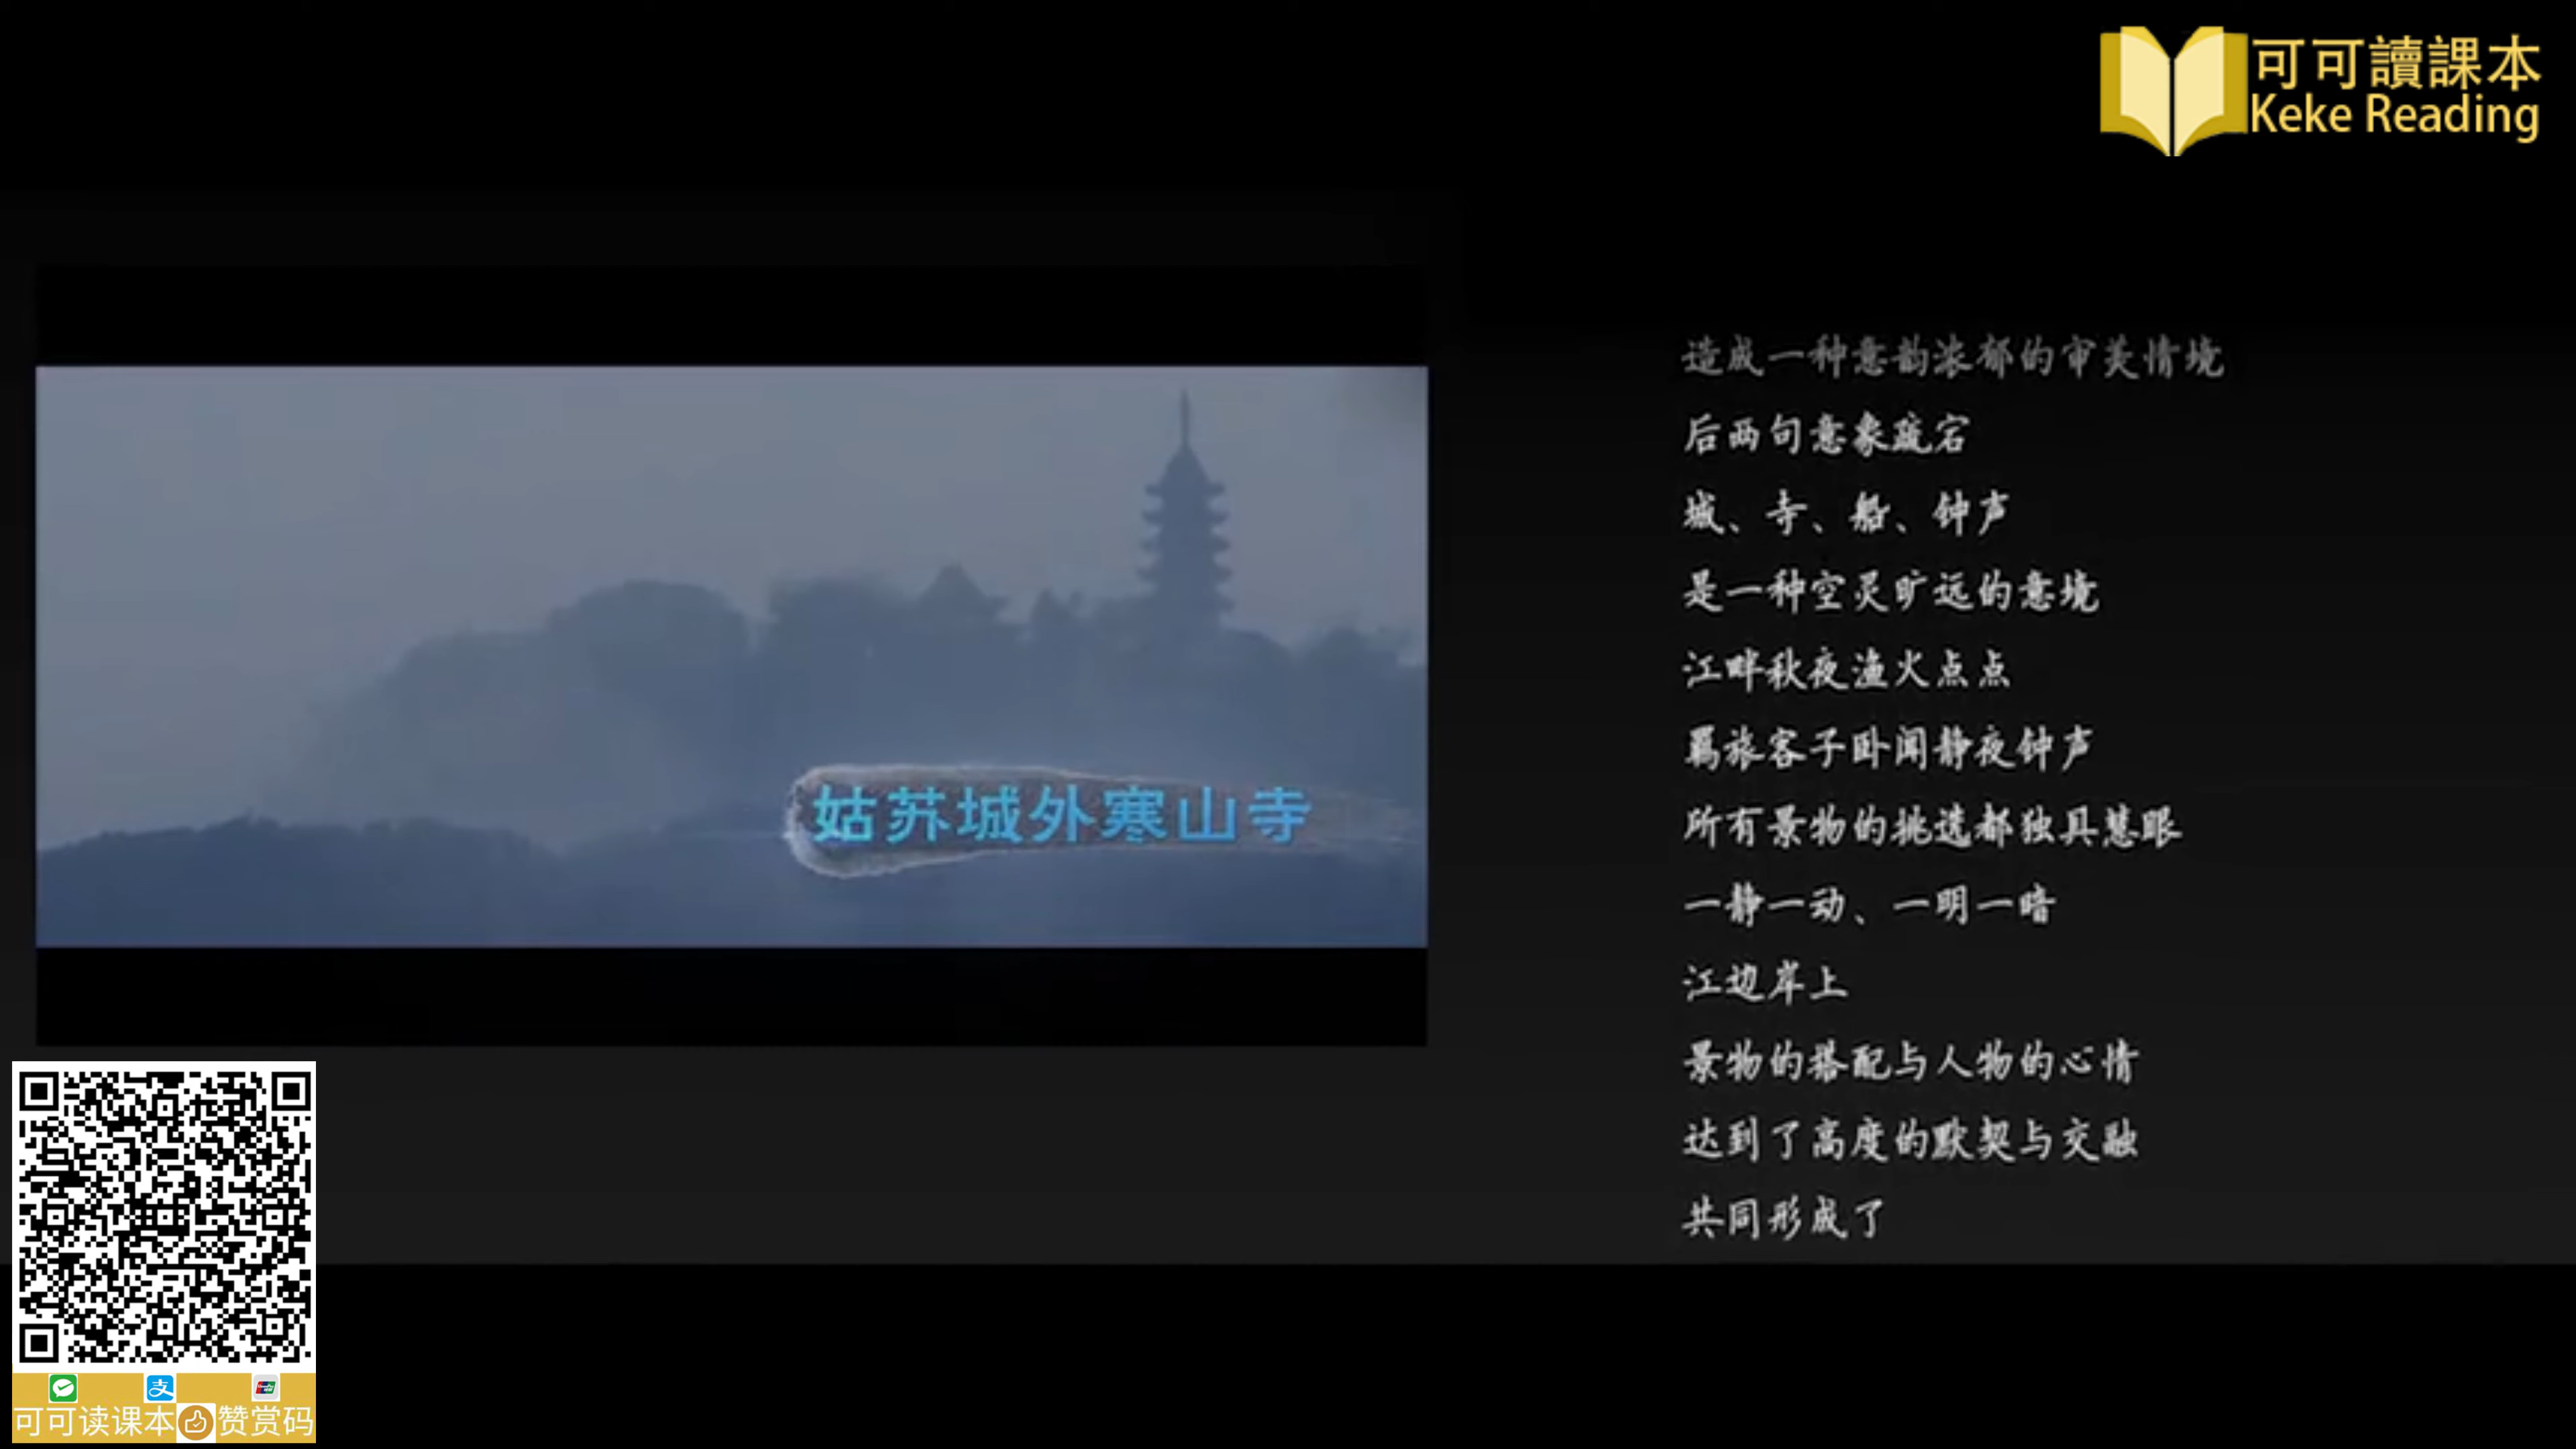 可可讀課本
Keke Reading
姑苏城外寒山寺
造成一种意韵浓郁的审美情境
后两句意象疏宕
城、寺、船、钟声
是一种空灵旷远的意境
江畔秋夜渔火点点
羁旅客子卧闻静夜钟声
所有景物的挑选都独具慧眼
一静一动、一明一暗
江边岸上
景物的搭配与人物的心情
达到了高度的默契与交融
共同形成了
支
可可读课本赞赏码